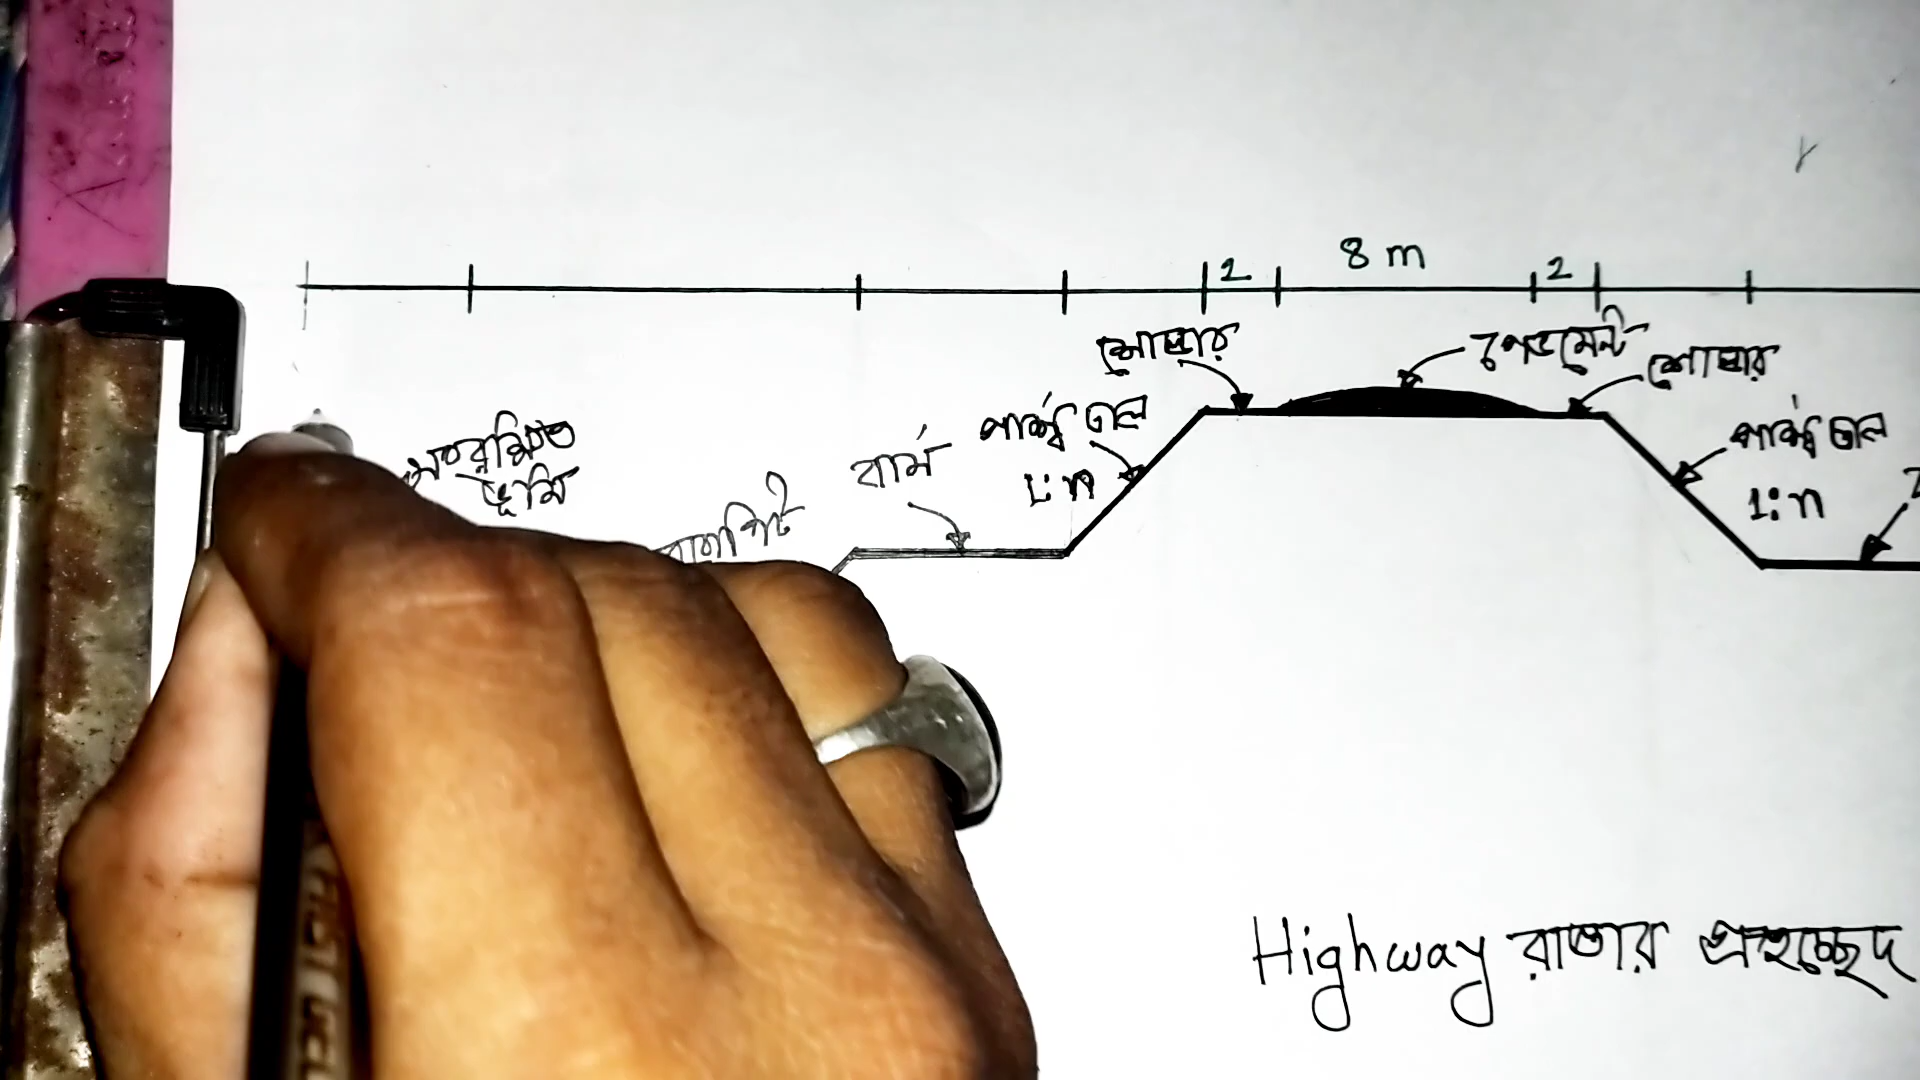 2
8 m
2
শোল্ডার
পেভমেন্ট
শোল্ডার
পার্শ্ব ঢাল
1:n
বার্ম
পার্শ্ব ঢাল
1:n
সংরক্ষিত
ভূমি
Highway রাস্তার প্রস্থচ্ছেদ